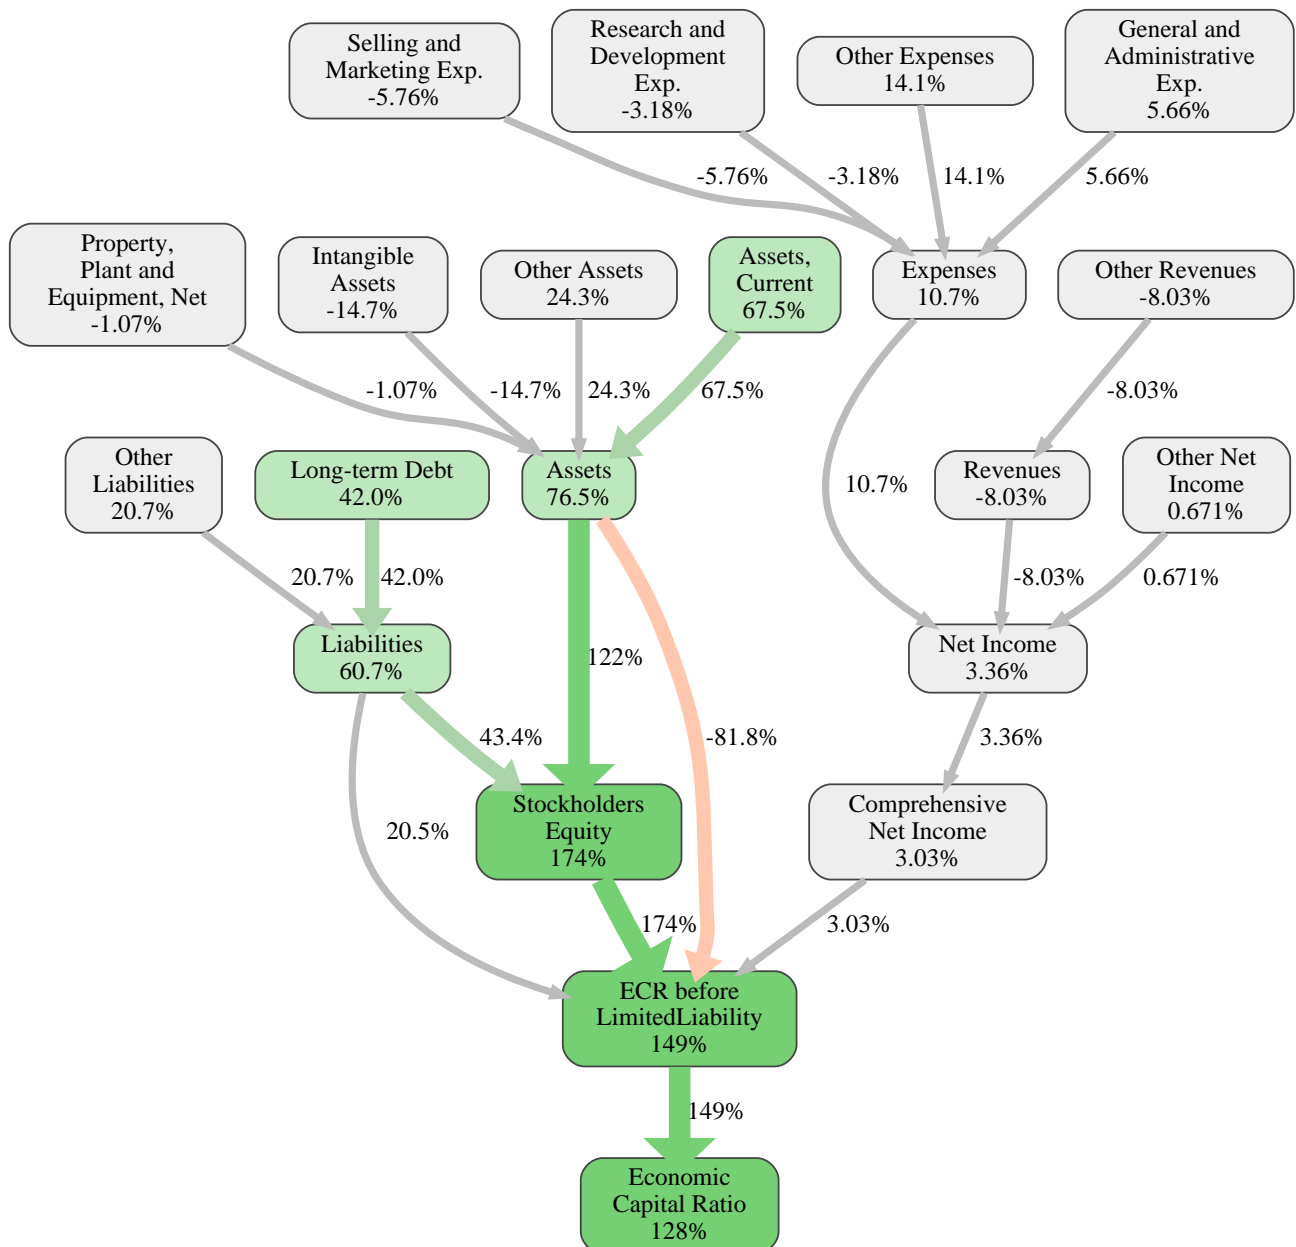 Selling and
Marketing Exp.
-5.76%
Research and
Development
Exp.
-3.18%
Other Expenses
14.1%
General and
Administrative
Exp.
5.66%
-5.76%
-3.18%
14.1%
5.66%
Property,
Plant and
Equipment, Net
-1.07%
Intangible
Assets
-14.7%
Other Assets
24.3%
Assets,
Current
67.5%
Expenses
10.7%
Other Revenues
-8.03%
-1.07%
-14.7%
24.3%
67.5%
-8.03%
Other
Liabilities
20.7%
Long-term Debt
42.0%
Assets
76.5%
10.7%
Revenues
-8.03%
Other Net
Income
0.671%
20.7%
42.0%
-8.03%
0.671%
Liabilities
60.7%
122%
Net Income
3.36%
43.4%
-81.8%
3.36%
20.5%
Stockholders
Equity
174%
Comprehensive
Net Income
3.03%
174%
3.03%
ECR before
LimitedLiability
149%
149%
Economic
Capital Ratio
128%